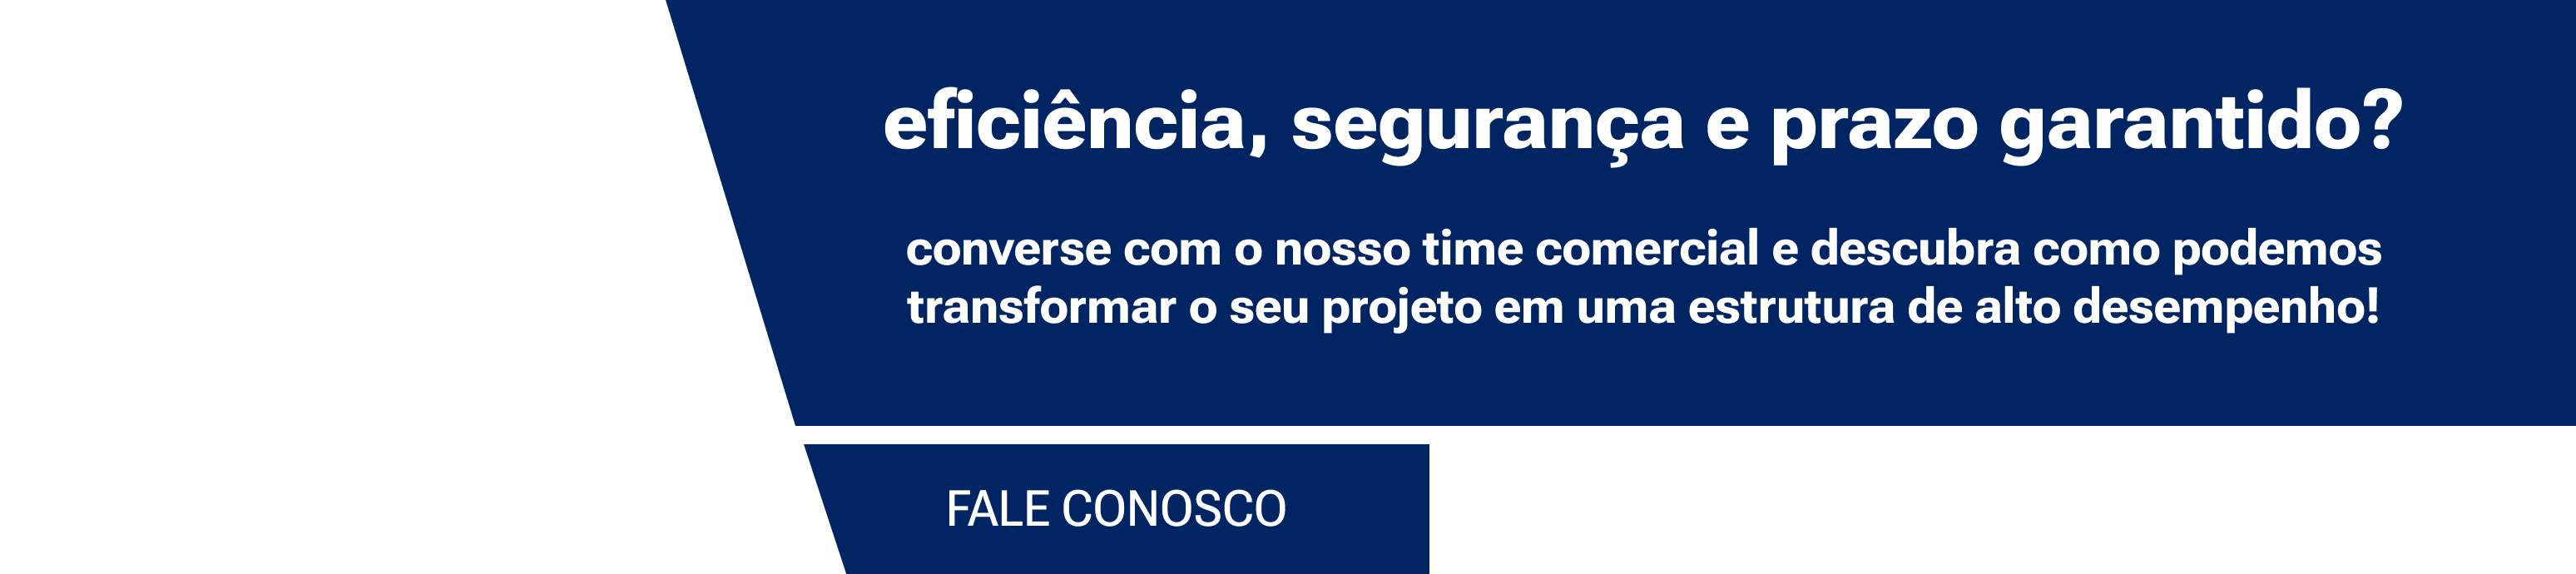 eficiência, segurança e prazo garantido?
converse com o nosso time comercial e descubra como podemos
transformar o seu projeto em uma estrutura de alto desempenho!
FALE CONOSCO